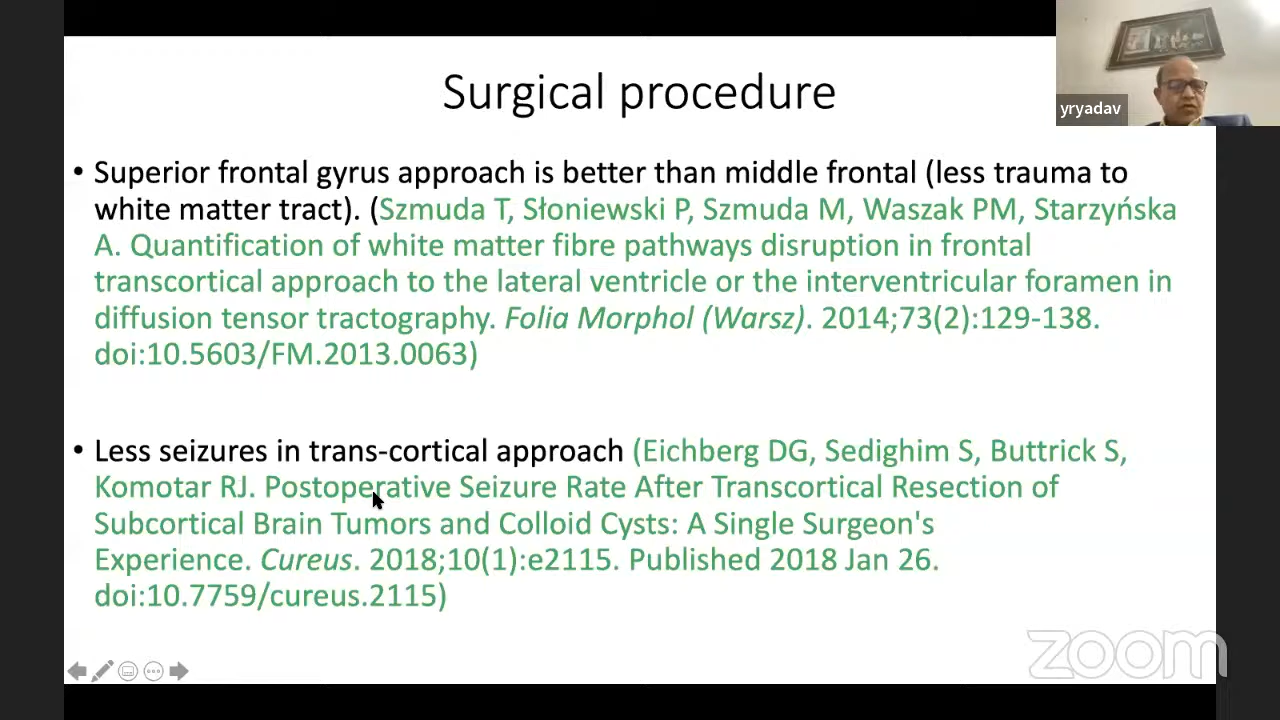 Surgical procedure
yryadav
• Superior frontal gyrus approach is better than middle frontal (less trauma to
white matter tract). (Szmuda T, Słoniewski P, Szmuda M, Waszak PM, Starzyńska
A. Quantification of white matter fibre pathways disruption in frontal
transcortical approach to the lateral ventricle or the interventricular foramen in
diffusion tensor tractography. Folia Morphol (Warsz). 2014;73(2):129-138.
doi:10.5603/FM.2013.0063)
• Less seizures in trans-cortical approach (Eichberg DG, Sedighim S, Buttrick S,
Komotar RJ. Postoperative Seizure Rate After Transcortical Resection of
Subcortical Brain Tumors and Colloid Cysts: A Single Surgeon's
Experience. Cureus. 2018;10(1):e2115. Published 2018 Jan 26.
doi:10.7759/cureus.2115)
zoom